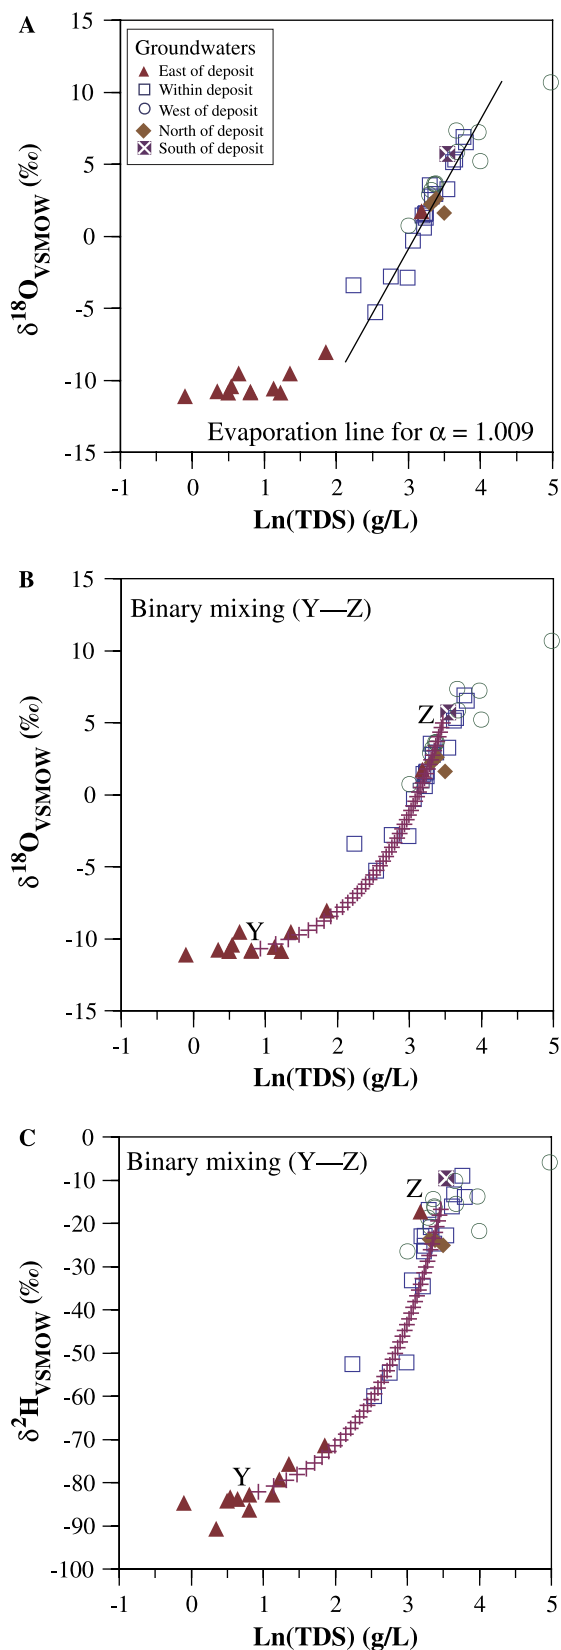 A
15
10
5
0
-5
-10
-15
δ18OVSMOW (‰)
Groundwaters
East of deposit
Within deposit
West of deposit
North of deposit
South of deposit
Evaporation line for α = 1.009
-1 0 1 2 3 4 5
Ln(TDS) (g/L)
B
15
10
5
0
-5
-10
-15
δ18OVSMOW (‰)
Binary mixing (Y—Z)
Z
Y
-1 0 1 2 3 4 5
Ln(TDS) (g/L)
C
0
-10
-20
-30
-40
-50
-60
-70
-80
-90
-100
δ2HVSMOW (‰)
Binary mixing (Y—Z)
Z
Y
-1 0 1 2 3 4 5
Ln(TDS) (g/L)